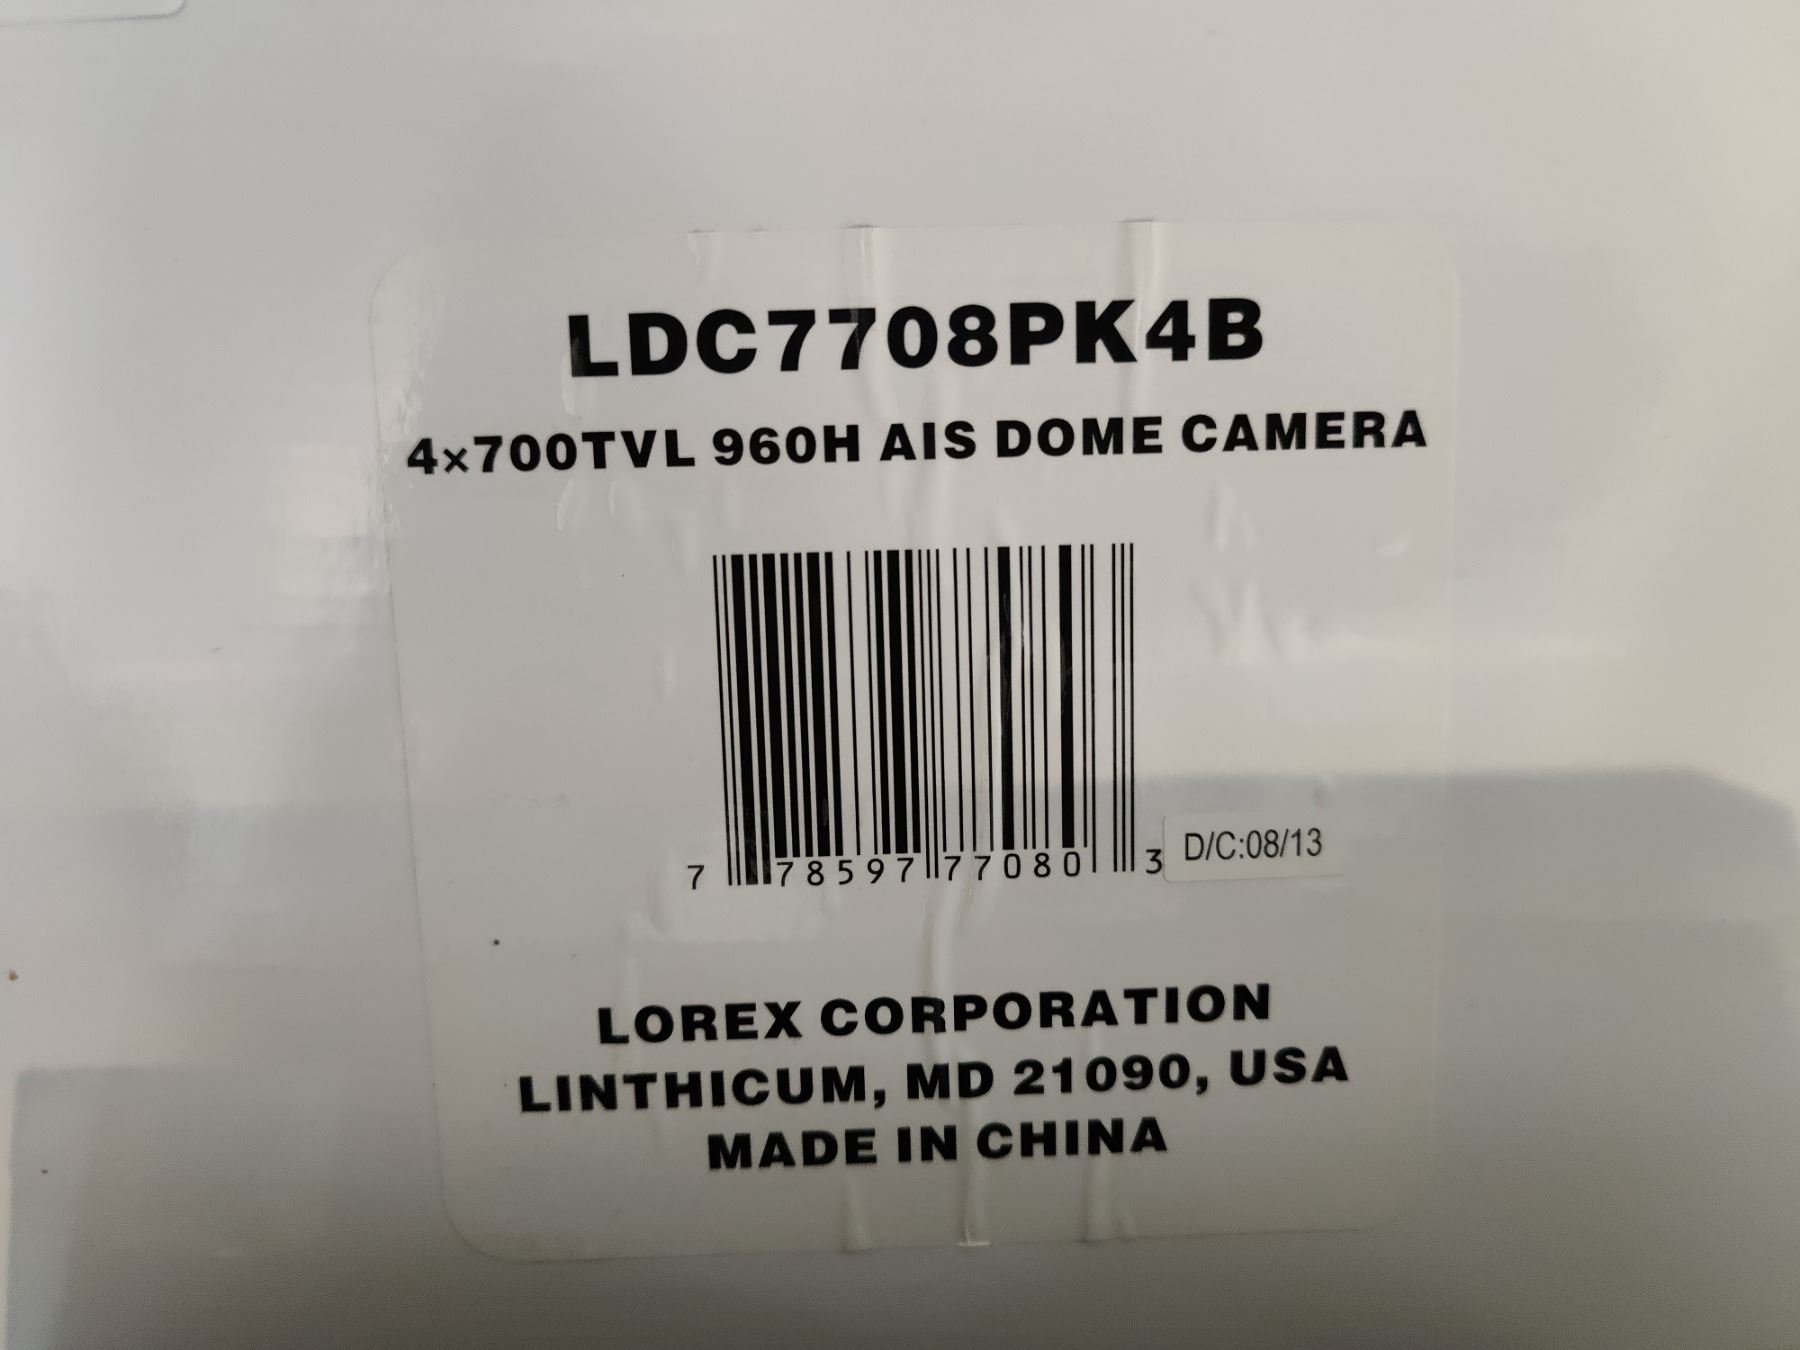 LDC7708PK4B
4×700TVL 960H AIS DOME CAMERA
7 78597 77080 3
D/C:08/13
LOREX CORPORATION
LINTHICUM, MD 21090, USA
MADE IN CHINA